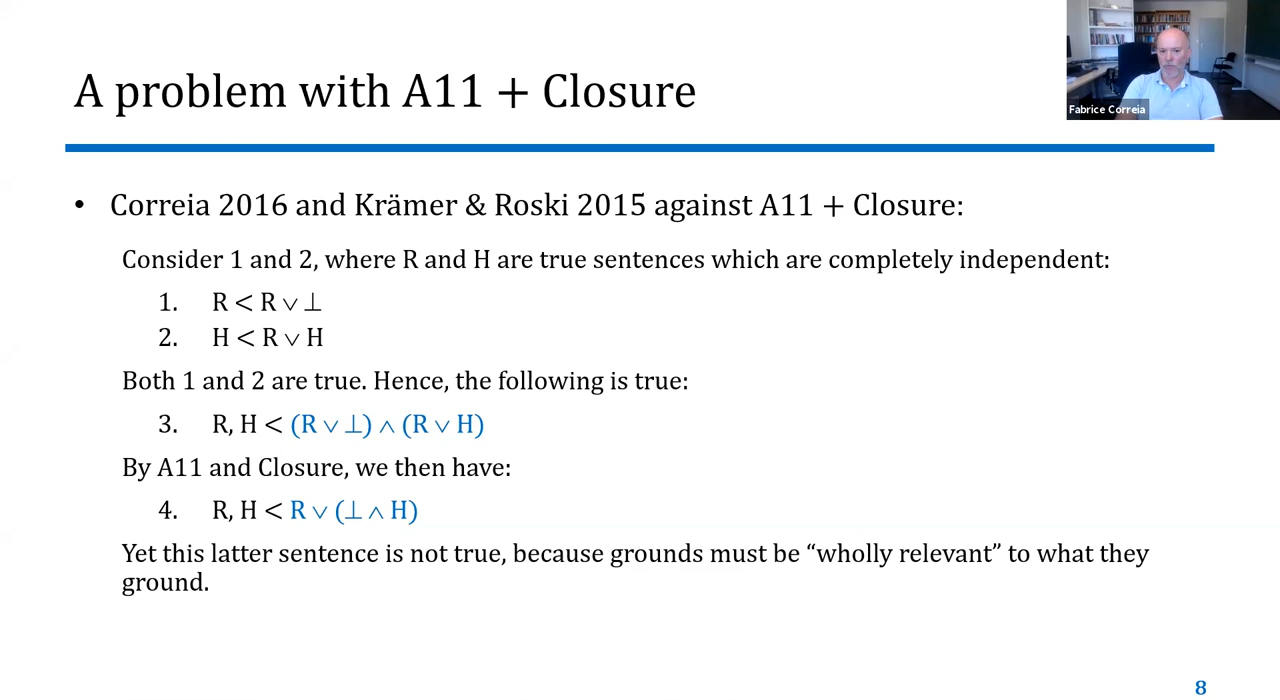 Fabrice Correia
A problem with A11 + Closure
• Correia 2016 and Krämer & Roski 2015 against A11 + Closure:
Consider 1 and 2, where R and H are true sentences which are completely independent:
1. R < R ∨ ⊥
2. H < R ∨ H
Both 1 and 2 are true. Hence, the following is true:
3. R, H < (R ∨ ⊥) ∧ (R ∨ H)
By A11 and Closure, we then have:
4. R, H < R ∨ (⊥ ∧ H)
Yet this latter sentence is not true, because grounds must be “wholly relevant” to what they
ground.
8